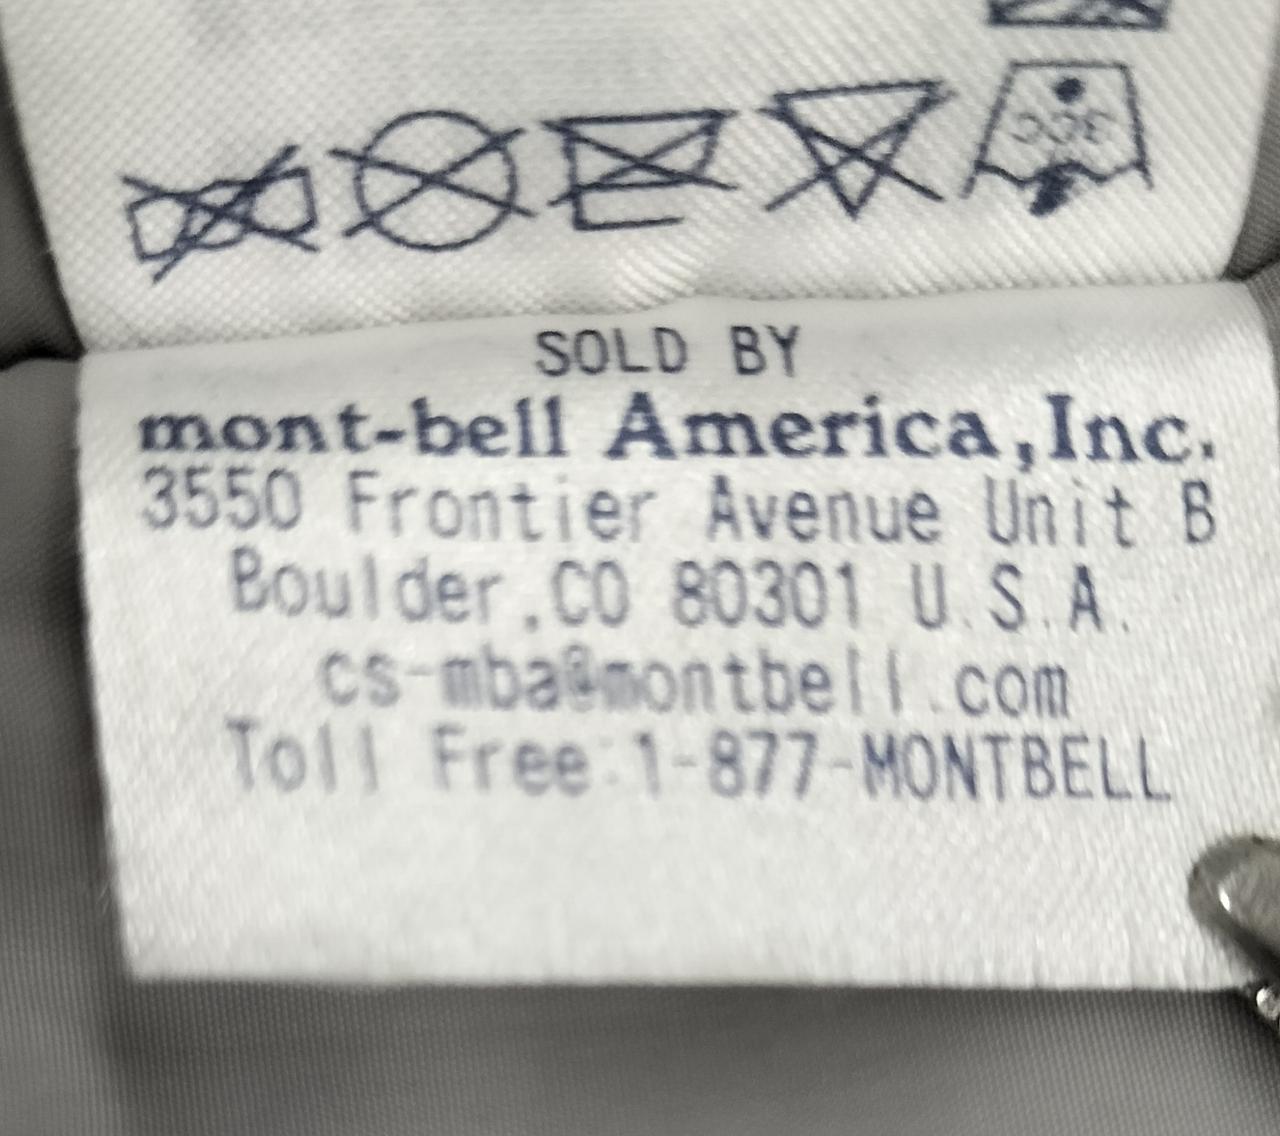 30C
SOLD BY
mont-bell America,Inc.
3550 Frontier Avenue Unit B
Boulder,CO 80301 U.S.A.
cs-mba@montbell.com
Toll Free:1-877-MONTBELL